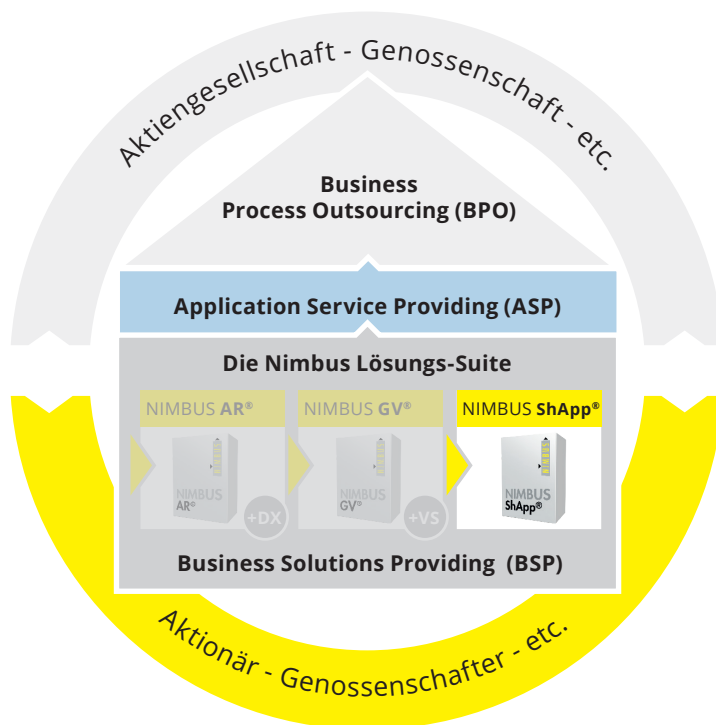 Aktiengesellschaft - Genossenschaft - etc.
Business
Process Outsourcing (BPO)
Application Service Providing (ASP)
Die Nimbus Lösungs-Suite
NIMBUS AR®
NIMBUS GV®
NIMBUS ShApp®
NIMBUS
AR®
+DX
NIMBUS
GV®
+VS
NIMBUS
ShApp®
Business Solutions Providing (BSP)
Aktionär - Genossenschafter - etc.